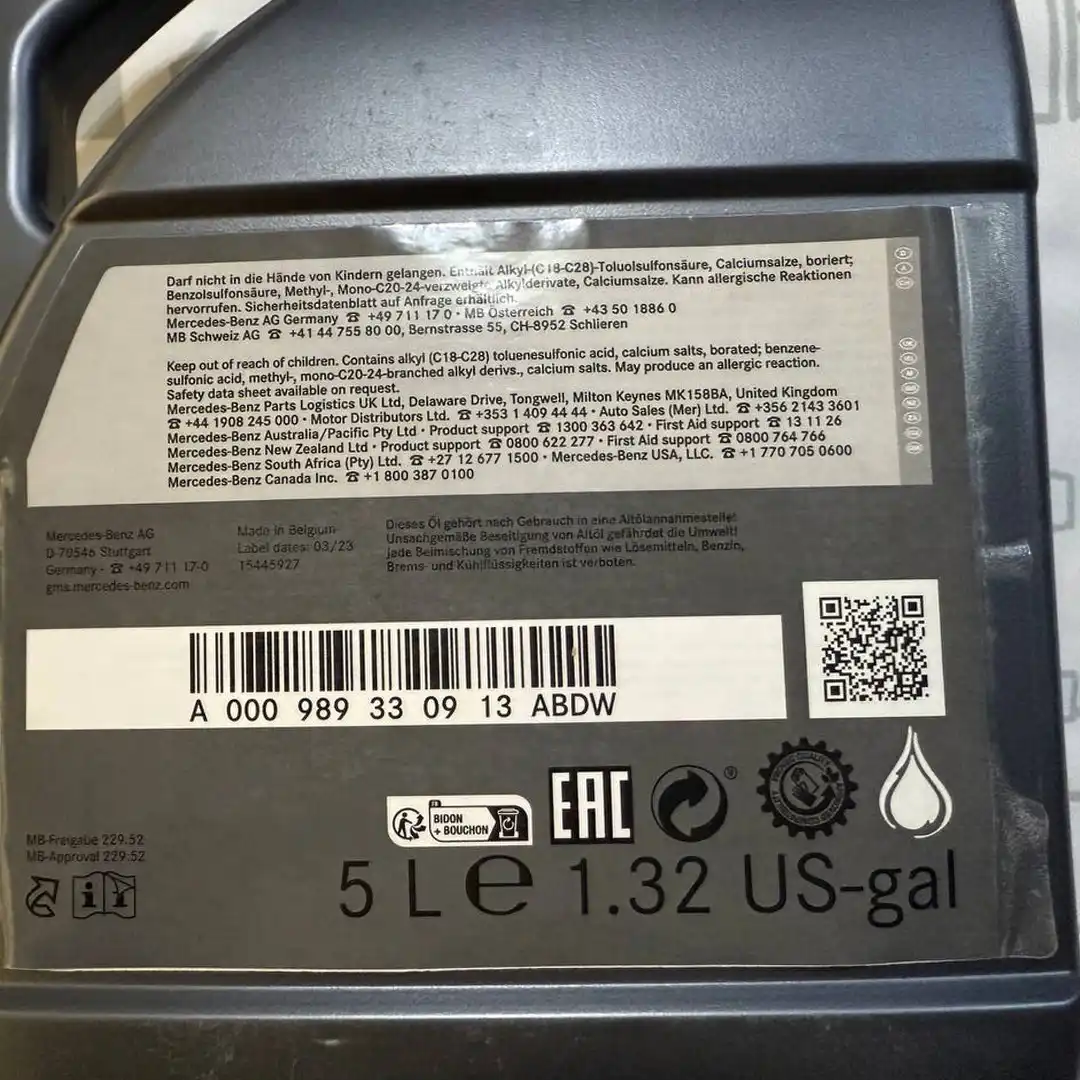 Darf nicht in die Hände von Kindern gelangen. Enthält Alkyl-(C18-C28)-Toluolsulfonsäure, Calciumsalze, boriert;
Benzolsulfonsäure, Methyl-, Mono-C20-24-verzweigte Alkylderivate, Calciumsalze. Kann allergische Reaktionen
hervorrufen. Sicherheitsdatenblatt auf Anfrage erhältlich.
Mercedes-Benz AG Germany ☎ +49 711 17 0 · MB Österreich ☎ +43 50 1886 0
MB Schweiz AG ☎ +41 44 755 80 00, Bernstrasse 55, CH-8952 Schlieren
Keep out of reach of children. Contains alkyl (C18-C28) toluenesulfonic acid, calcium salts, borated; benzene-
sulfonic acid, methyl-, mono-C20-24-branched alkyl derivs., calcium salts. May produce an allergic reaction.
Safety data sheet available on request.
Mercedes-Benz Parts Logistics UK Ltd, Delaware Drive, Tongwell, Milton Keynes MK158BA, United Kingdom
☎ +44 1908 245 000 · Motor Distributors Ltd. ☎ +353 1 409 44 44 · Auto Sales (Mer) Ltd. ☎ +356 2143 3601
Mercedes-Benz Australia/Pacific Pty Ltd · Product support ☎ 1300 363 642 · First Aid support ☎ 13 11 26
Mercedes-Benz New Zealand Ltd · Product support ☎ 0800 622 277 · First Aid support ☎ 0800 764 766
Mercedes-Benz South Africa (Pty) Ltd. ☎ +27 12 677 1500 · Mercedes-Benz USA, LLC. ☎ +1 770 705 0600
Mercedes-Benz Canada Inc. ☎ +1 800 387 0100
D
A
CH
Mercedes-Benz AG
D-70546 Stuttgart
Germany · ☎ +49 711 17-0
gms.mercedes-benz.com
Made in Belgium
Label dates: 03/23
15445927
Dieses Öl gehört nach Gebrauch in eine Altölannahmestelle!
Unsachgemäße Beseitigung von Altöl gefährdet die Umwelt!
Jede Beimischung von Fremdstoffen wie Lösemitteln, Benzin,
Brems- und Kühlflüssigkeiten ist verboten.
A 000 989 33 09 13 ABDW
FR
BIDON
+ BOUCHON
EAC
®
MB-Freigabe 229.52
MB-Approval 229.52
5 L e 1.32 US-gal